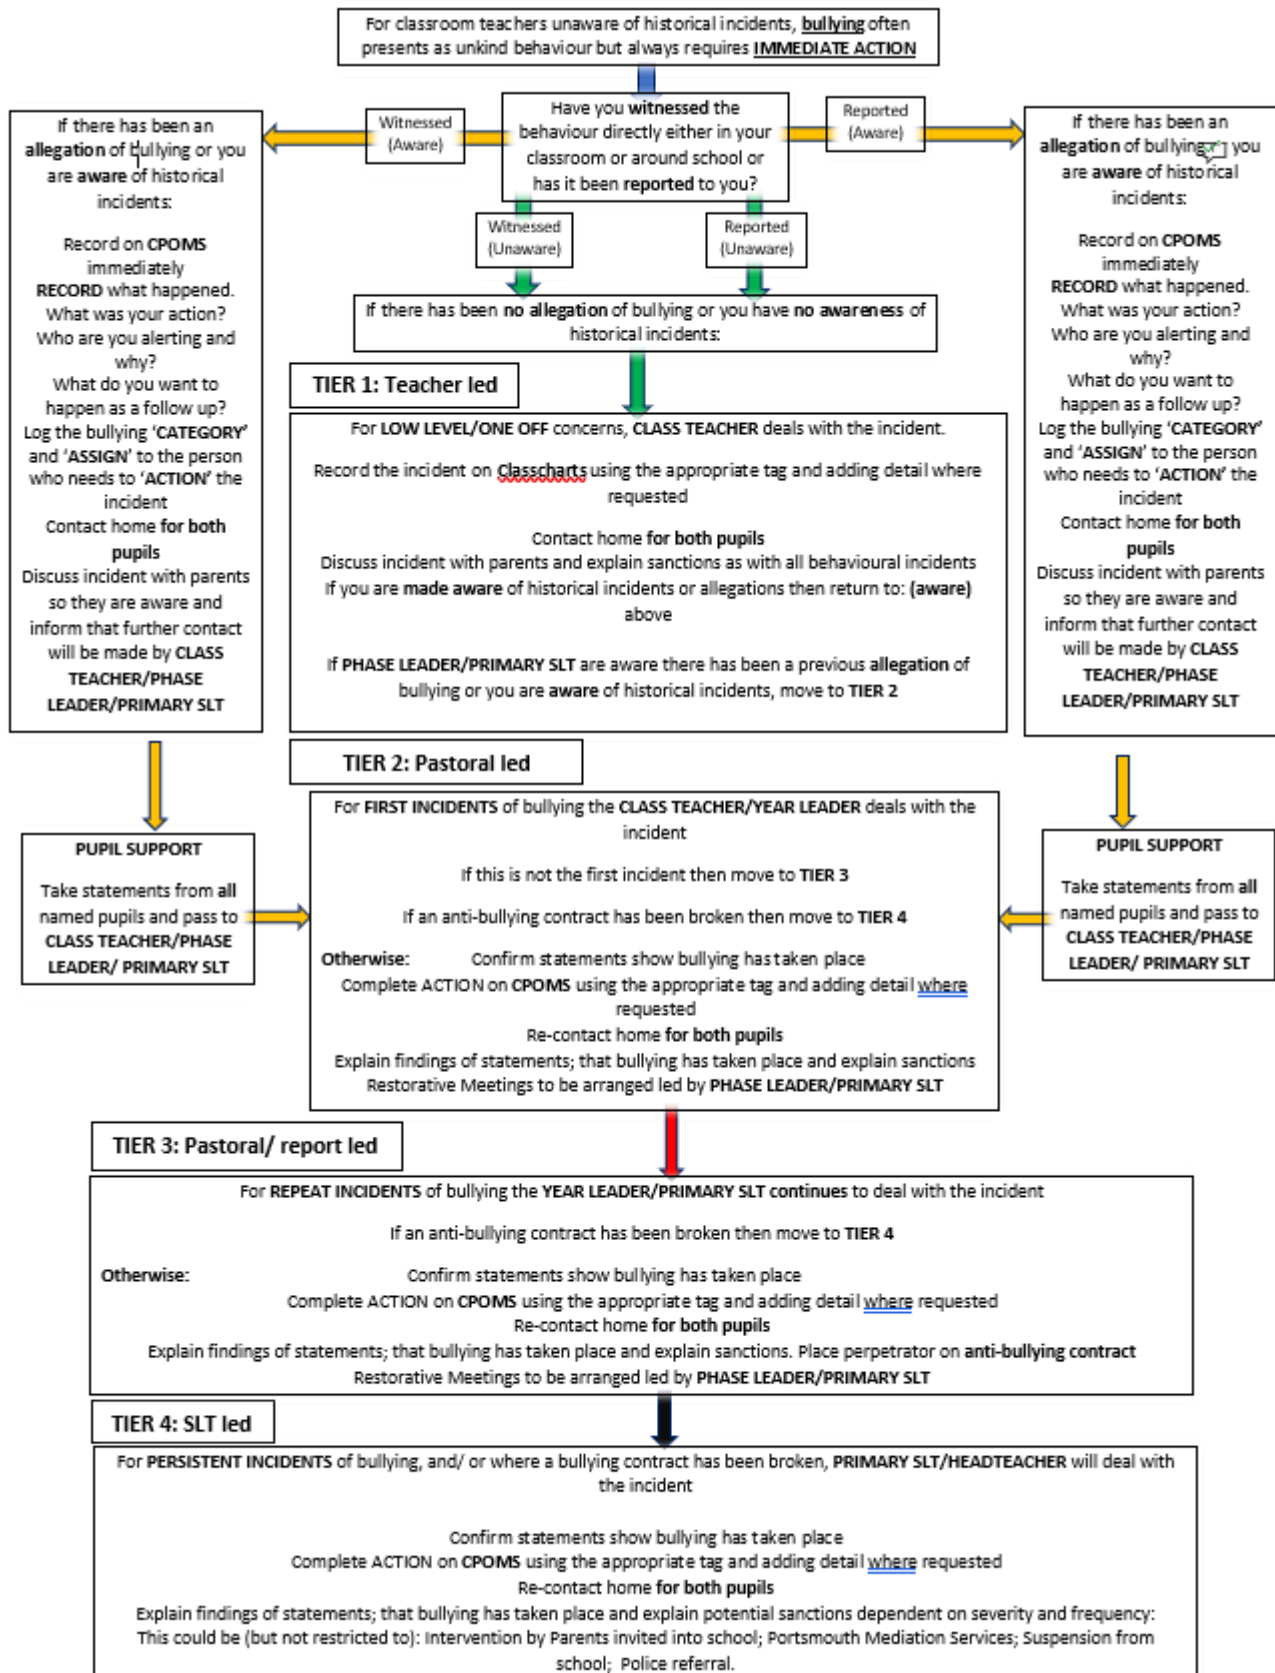 For classroom teachers unaware of historical incidents, bullying often
presents as unkind behaviour but always requires IMMEDIATE ACTION
Have you witnessed the
behaviour directly either in your
classroom or around school or
has it been reported to you?
Witnessed
(Aware)
Reported
(Aware)
Witnessed
(Unaware)
Reported
(Unaware)
If there has been an
allegation of bullying or you
are aware of historical
incidents:
Record on CPOMS
immediately
RECORD what happened.
What was your action?
Who are you alerting and
why?
What do you want to
happen as a follow up?
Log the bullying ‘CATEGORY’
and ‘ASSIGN’ to the person
who needs to ‘ACTION’ the
incident
Contact home for both
pupils
Discuss incident with parents
so they are aware and
inform that further contact
will be made by CLASS
TEACHER/PHASE
LEADER/PRIMARY SLT
If there has been an
allegation of bullying you
are aware of historical
incidents:
Record on CPOMS
immediately
RECORD what happened.
What was your action?
Who are you alerting and
why?
What do you want to
happen as a follow up?
Log the bullying ‘CATEGORY’
and ‘ASSIGN’ to the person
who needs to ‘ACTION’ the
incident
Contact home for both
pupils
Discuss incident with parents
so they are aware and
inform that further contact
will be made by CLASS
TEACHER/PHASE
LEADER/PRIMARY SLT
If there has been no allegation of bullying or you have no awareness of
historical incidents:
TIER 1: Teacher led
For LOW LEVEL/ONE OFF concerns, CLASS TEACHER deals with the incident.
Record the incident on Classcharts using the appropriate tag and adding detail where
requested
Contact home for both pupils
Discuss incident with parents and explain sanctions as with all behavioural incidents
If you are made aware of historical incidents or allegations then return to: (aware)
above
If PHASE LEADER/PRIMARY SLT are aware there has been a previous allegation of
bullying or you are aware of historical incidents, move to TIER 2
TIER 2: Pastoral led
PUPIL SUPPORT
Take statements from all
named pupils and pass to
CLASS TEACHER/PHASE
LEADER/ PRIMARY SLT
For FIRST INCIDENTS of bullying the CLASS TEACHER/YEAR LEADER deals with the
incident
If this is not the first incident then move to TIER 3
If an anti-bullying contract has been broken then move to TIER 4
Otherwise: Confirm statements show bullying has taken place
Complete ACTION on CPOMS using the appropriate tag and adding detail where
requested
Re-contact home for both pupils
Explain findings of statements; that bullying has taken place and explain sanctions
Restorative Meetings to be arranged led by PHASE LEADER/PRIMARY SLT
PUPIL SUPPORT
Take statements from all
named pupils and pass to
CLASS TEACHER/PHASE
LEADER/ PRIMARY SLT
TIER 3: Pastoral/ report led
For REPEAT INCIDENTS of bullying the YEAR LEADER/PRIMARY SLT continues to deal with the incident
If an anti-bullying contract has been broken then move to TIER 4
Otherwise: Confirm statements show bullying has taken place
Complete ACTION on CPOMS using the appropriate tag and adding detail where requested
Re-contact home for both pupils
Explain findings of statements; that bullying has taken place and explain sanctions. Place perpetrator on anti-bullying contract
Restorative Meetings to be arranged led by PHASE LEADER/PRIMARY SLT
TIER 4: SLT led
For PERSISTENT INCIDENTS of bullying, and/ or where a bullying contract has been broken, PRIMARY SLT/HEADTEACHER will deal with
the incident
Confirm statements show bullying has taken place
Complete ACTION on CPOMS using the appropriate tag and adding detail where requested
Re-contact home for both pupils
Explain findings of statements; that bullying has taken place and explain potential sanctions dependent on severity and frequency:
This could be (but not restricted to): Intervention by Parents invited into school; Portsmouth Mediation Services; Suspension from
school; Police referral.